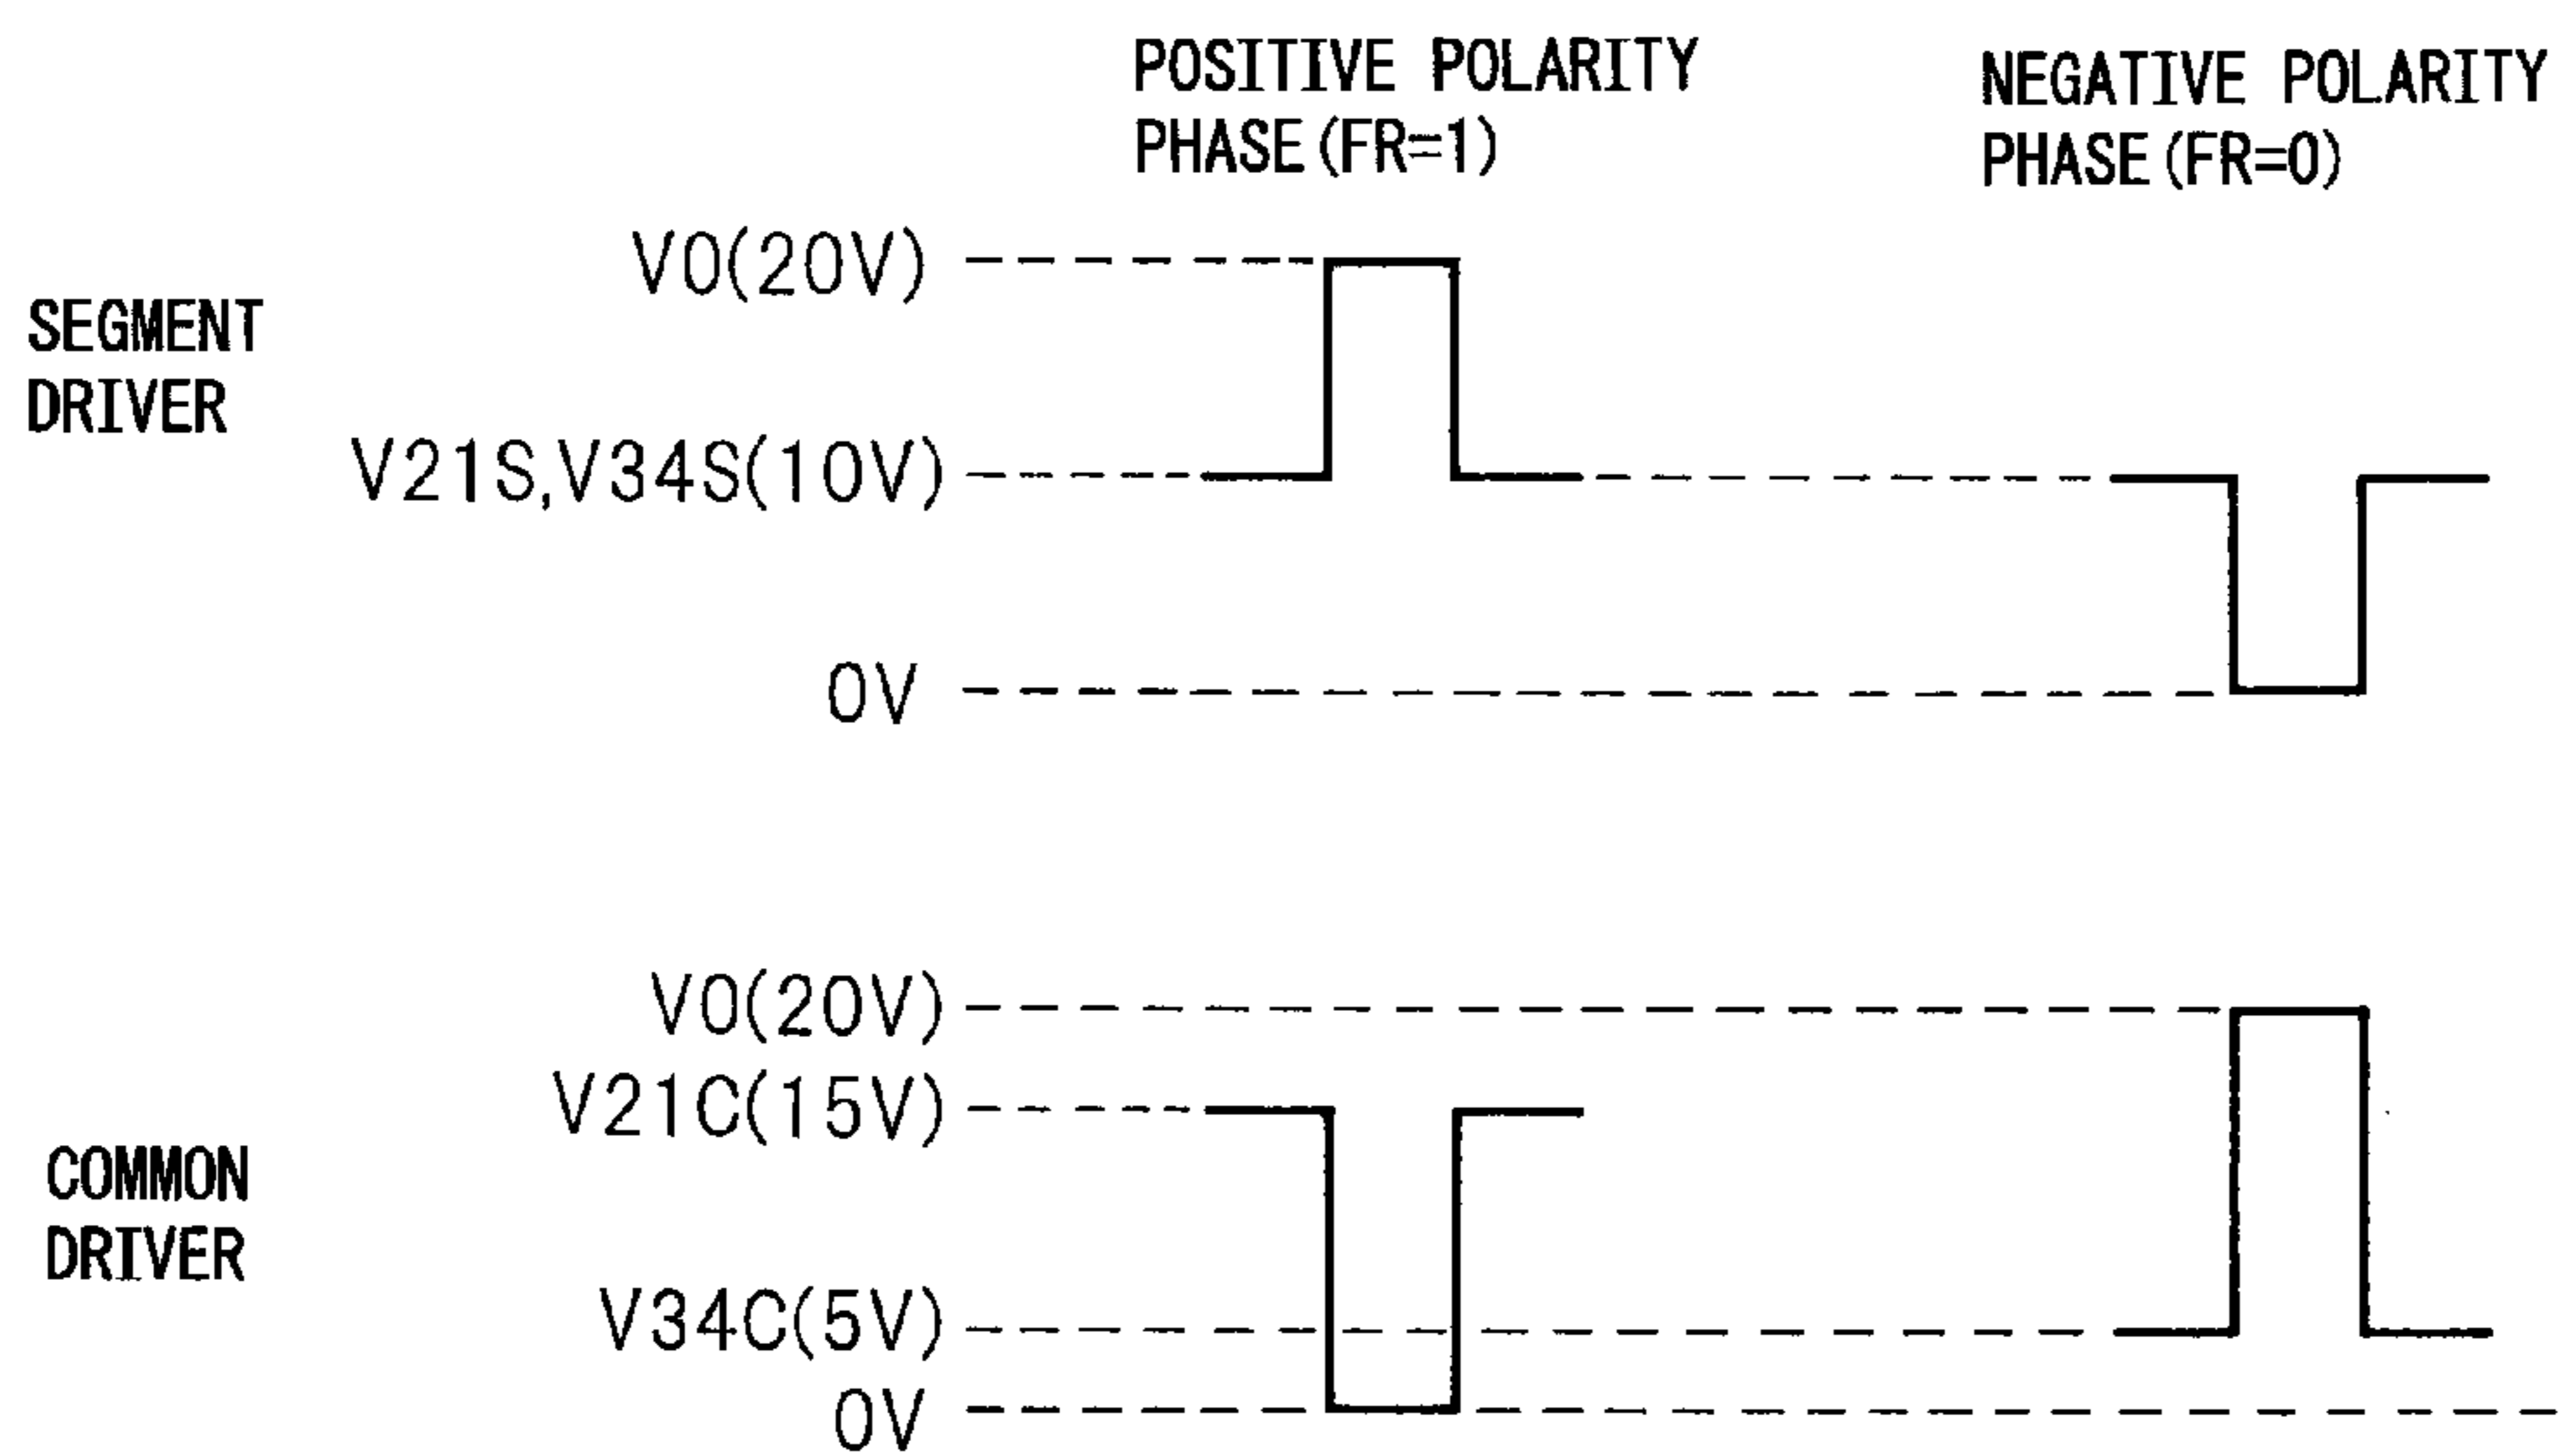 POSITIVE POLARITY
PHASE(FR=1)
NEGATIVE POLARITY
PHASE(FR=0)
SEGMENT
DRIVER
V0(20V)
V21S,V34S(10V)
0V
COMMON
DRIVER
V0(20V)
V21C(15V)
V34C(5V)
0V